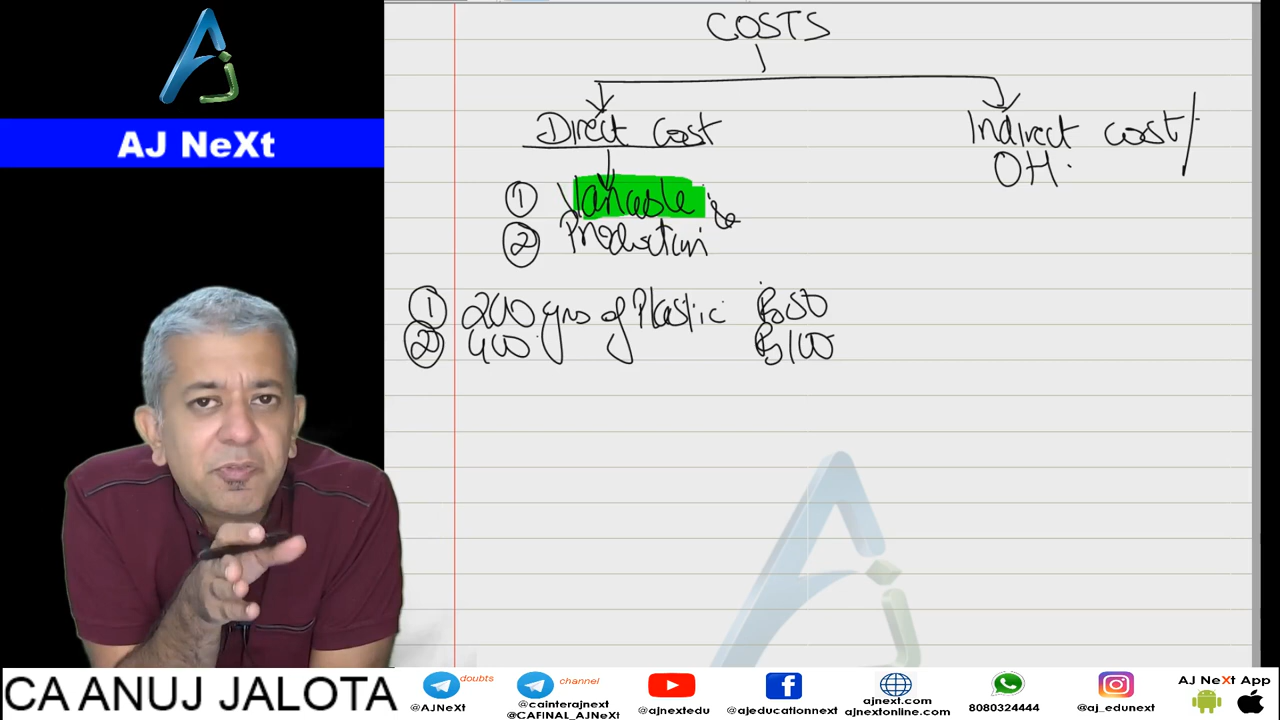 AJ NeXt
COSTS
Direct Cost
Indirect cost/
OH.
① Variable &
② Production
① 200 gms of Plastic Rs 50
② 400 Rs 100
CA ANUJ JALOTA
doubts
@AJNeXt
channel
@cainterajnext
@CAFINAL_AJNeXt
@ajnextedu
@ajeducationnext
ajnext.com
ajnextonline.com
8080324444
@aj_edunext
AJ NeXt App